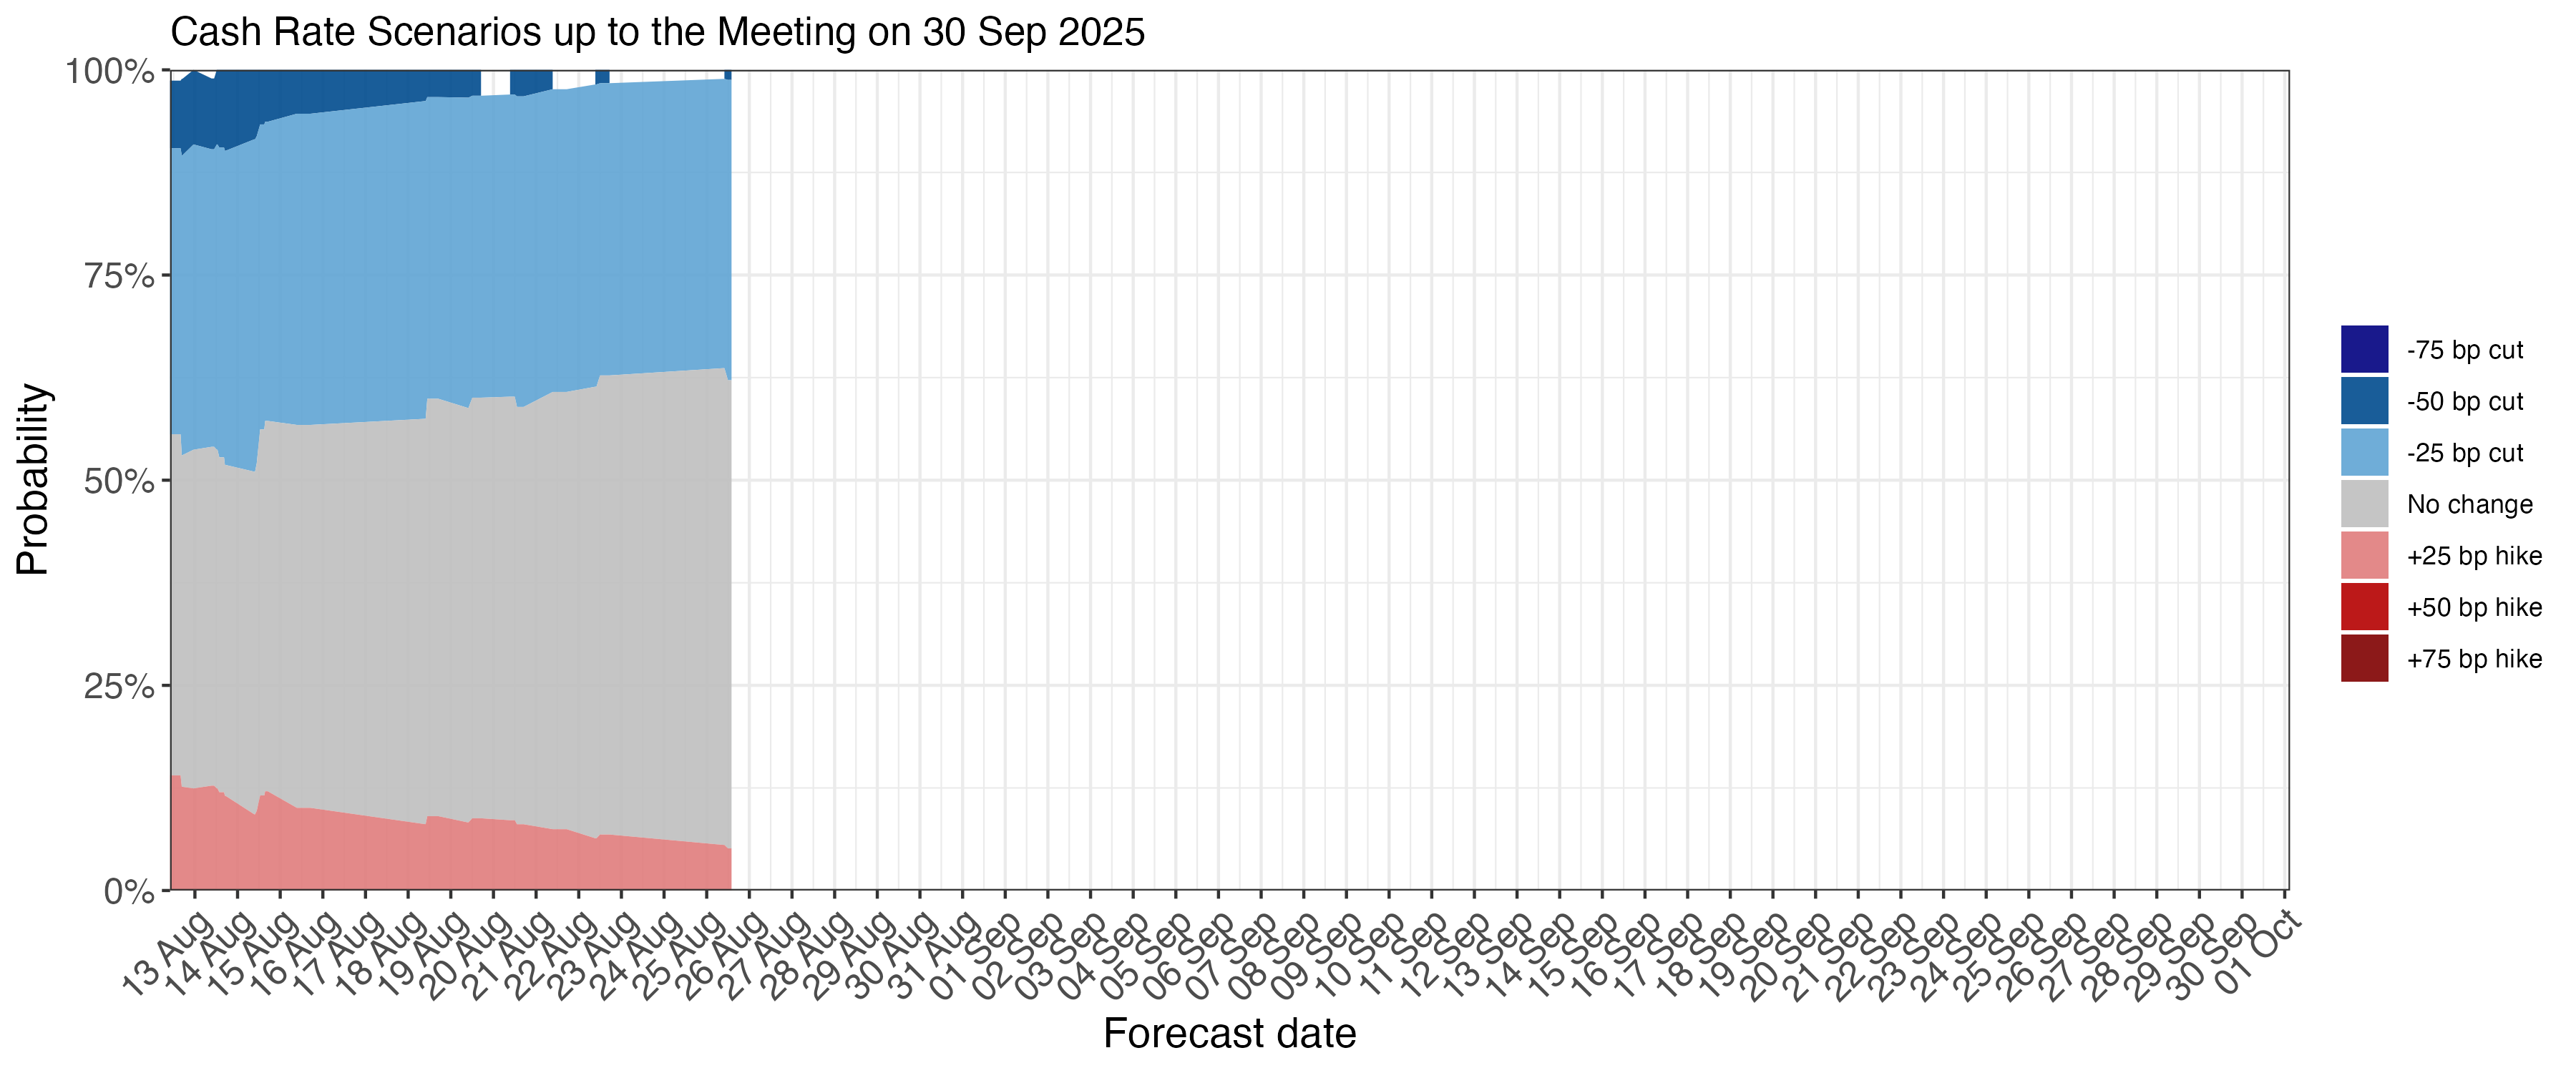 Cash Rate Scenarios up to the Meeting on 30 Sep 2025
100%
75%
50%
25%
0%
Probability
13 Aug
14 Aug
15 Aug
16 Aug
17 Aug
18 Aug
19 Aug
20 Aug
21 Aug
22 Aug
23 Aug
24 Aug
25 Aug
26 Aug
27 Aug
28 Aug
29 Aug
30 Aug
31 Aug
01 Sep
02 Sep
03 Sep
04 Sep
05 Sep
06 Sep
07 Sep
08 Sep
09 Sep
10 Sep
11 Sep
12 Sep
13 Sep
14 Sep
15 Sep
16 Sep
17 Sep
18 Sep
19 Sep
20 Sep
21 Sep
22 Sep
23 Sep
24 Sep
25 Sep
26 Sep
27 Sep
28 Sep
29 Sep
30 Sep
01 Oct
Forecast date
-75 bp cut
-50 bp cut
-25 bp cut
No change
+25 bp hike
+50 bp hike
+75 bp hike